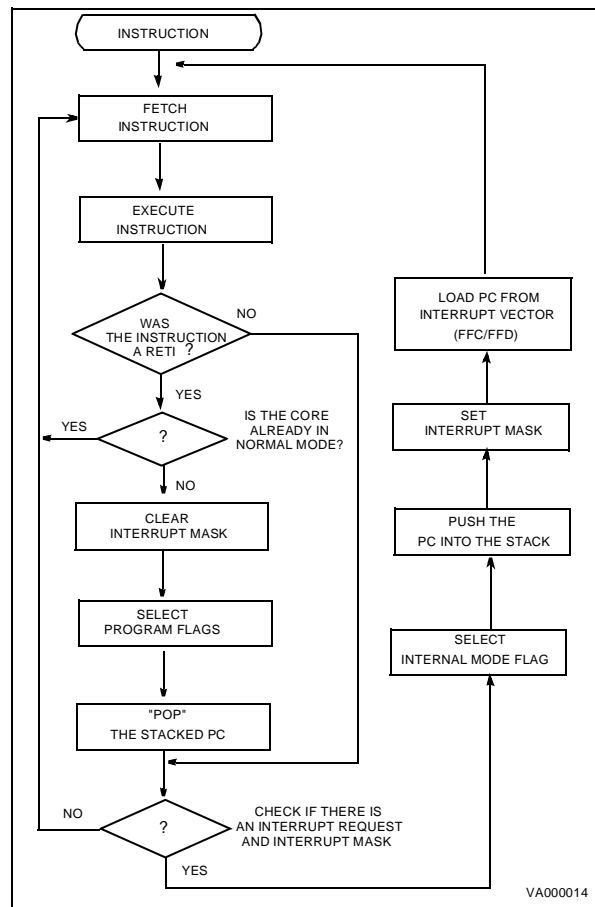 INSTRUCTION
FETCH
INSTRUCTION
EXECUTE
INSTRUCTION
WAS
THE INSTRUCTION
A RETI ?
NO
YES
?
IS THE CORE
ALREADY IN
NORMAL MODE?
YES
NO
CLEAR
INTERRUPT MASK
SELECT
PROGRAM FLAGS
"POP"
THE STACKED PC
?
CHECK IF THERE IS
AN INTERRUPT REQUEST
AND INTERRUPT MASK
NO
YES
SELECT
INTERNAL MODE FLAG
PUSH THE
PC INTO THE STACK
SET
INTERRUPT MASK
LOAD PC FROM
INTERRUPT VECTOR
(FFC/FFD)
VA000014